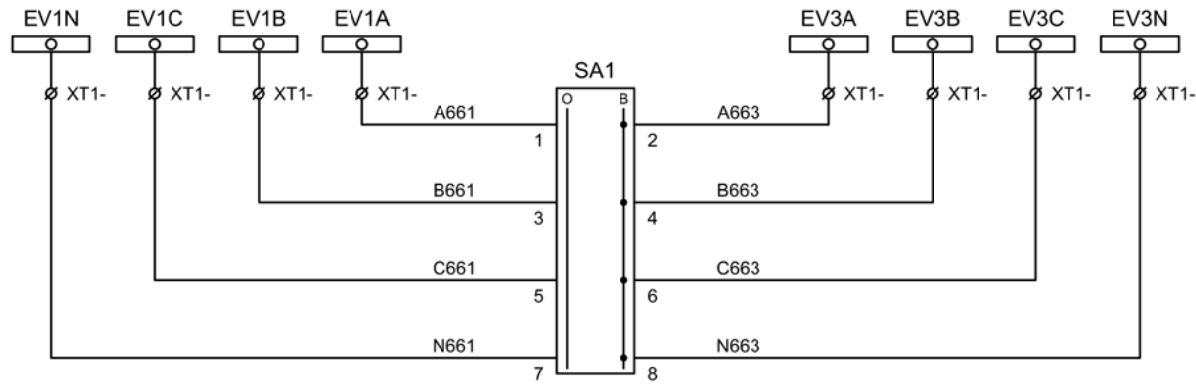 EV1N EV1C EV1B EV1A EV3A EV3B EV3C EV3N
SA1
XT1- XT1- XT1- XT1- XT1- XT1- XT1- XT1-
O B
A661 A663
1 2
B661 B663
3 4
C661 C663
5 6
N661 N663
7 8